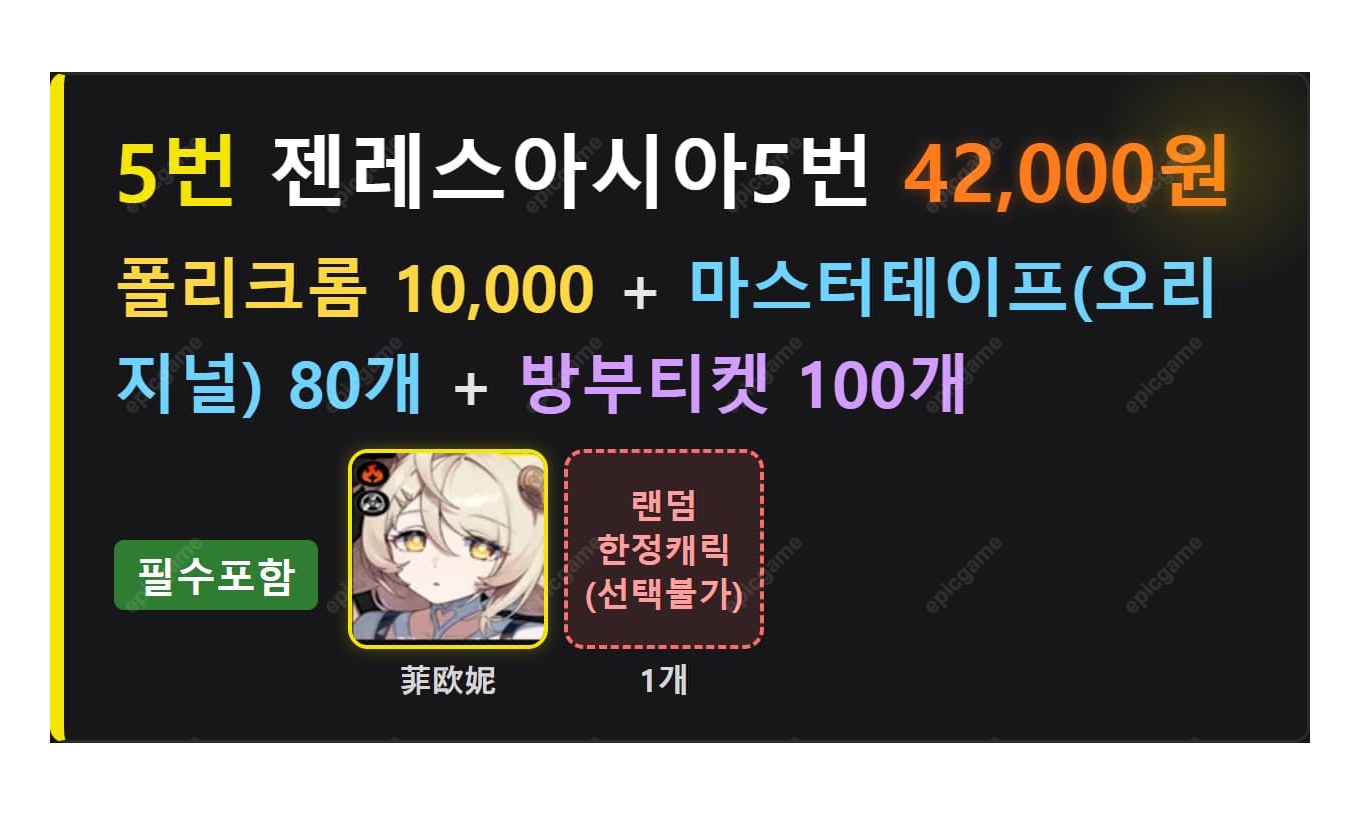 5번 젠레스아시아5번 42,000원
폴리크롬 10,000 + 마스터테이프(오리
지널) 80개 + 방부티켓 100개
랜덤
한정캐릭
(선택불가)
필수포함
菲欧妮
1개
epicgame